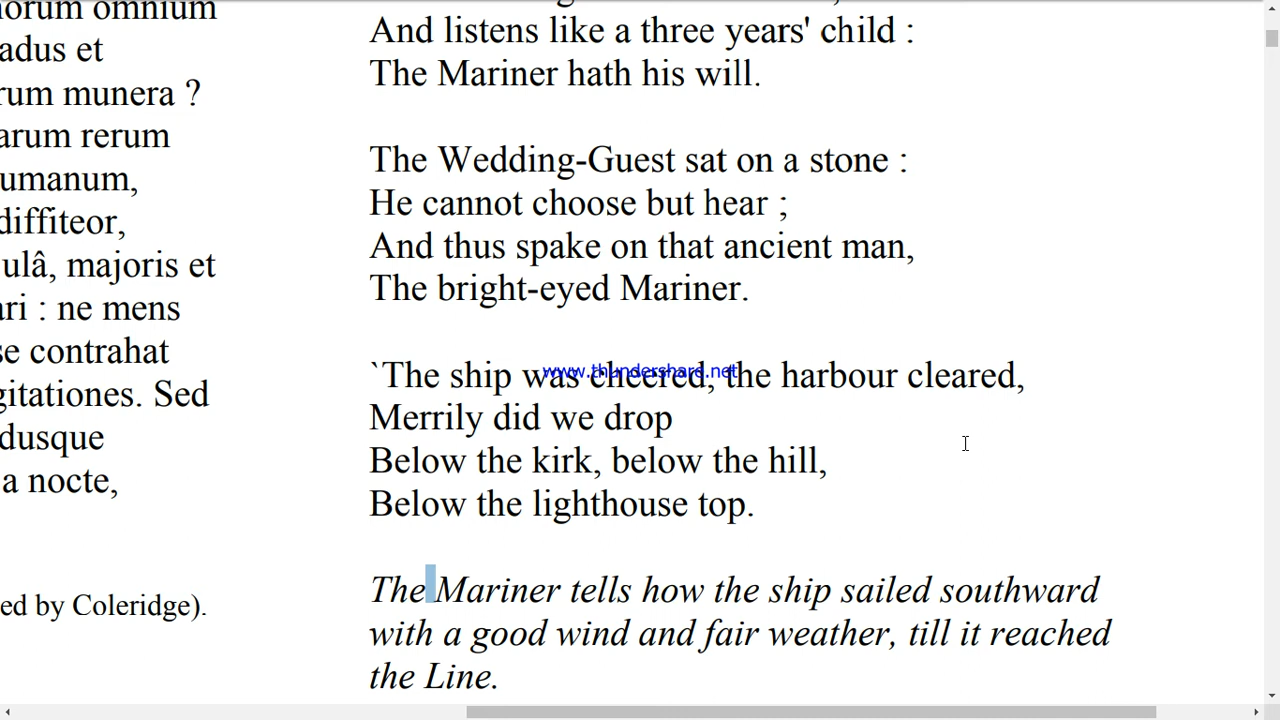 norum omnium
adus et
rum munera ?
arum rerum
umanum,
diffiteor,
ulâ, majoris et
ari : ne mens
se contrahat
gitationes. Sed
dusque
a nocte,
ed by Coleridge).
And listens like a three years' child :
The Mariner hath his will.
The Wedding-Guest sat on a stone :
He cannot choose but hear ;
And thus spake on that ancient man,
The bright-eyed Mariner.
`The ship was cheered, the harbour cleared,
www.thundershare.net
Merrily did we drop
Below the kirk, below the hill,
Below the lighthouse top.
The Mariner tells how the ship sailed southward
with a good wind and fair weather, till it reached
the Line.